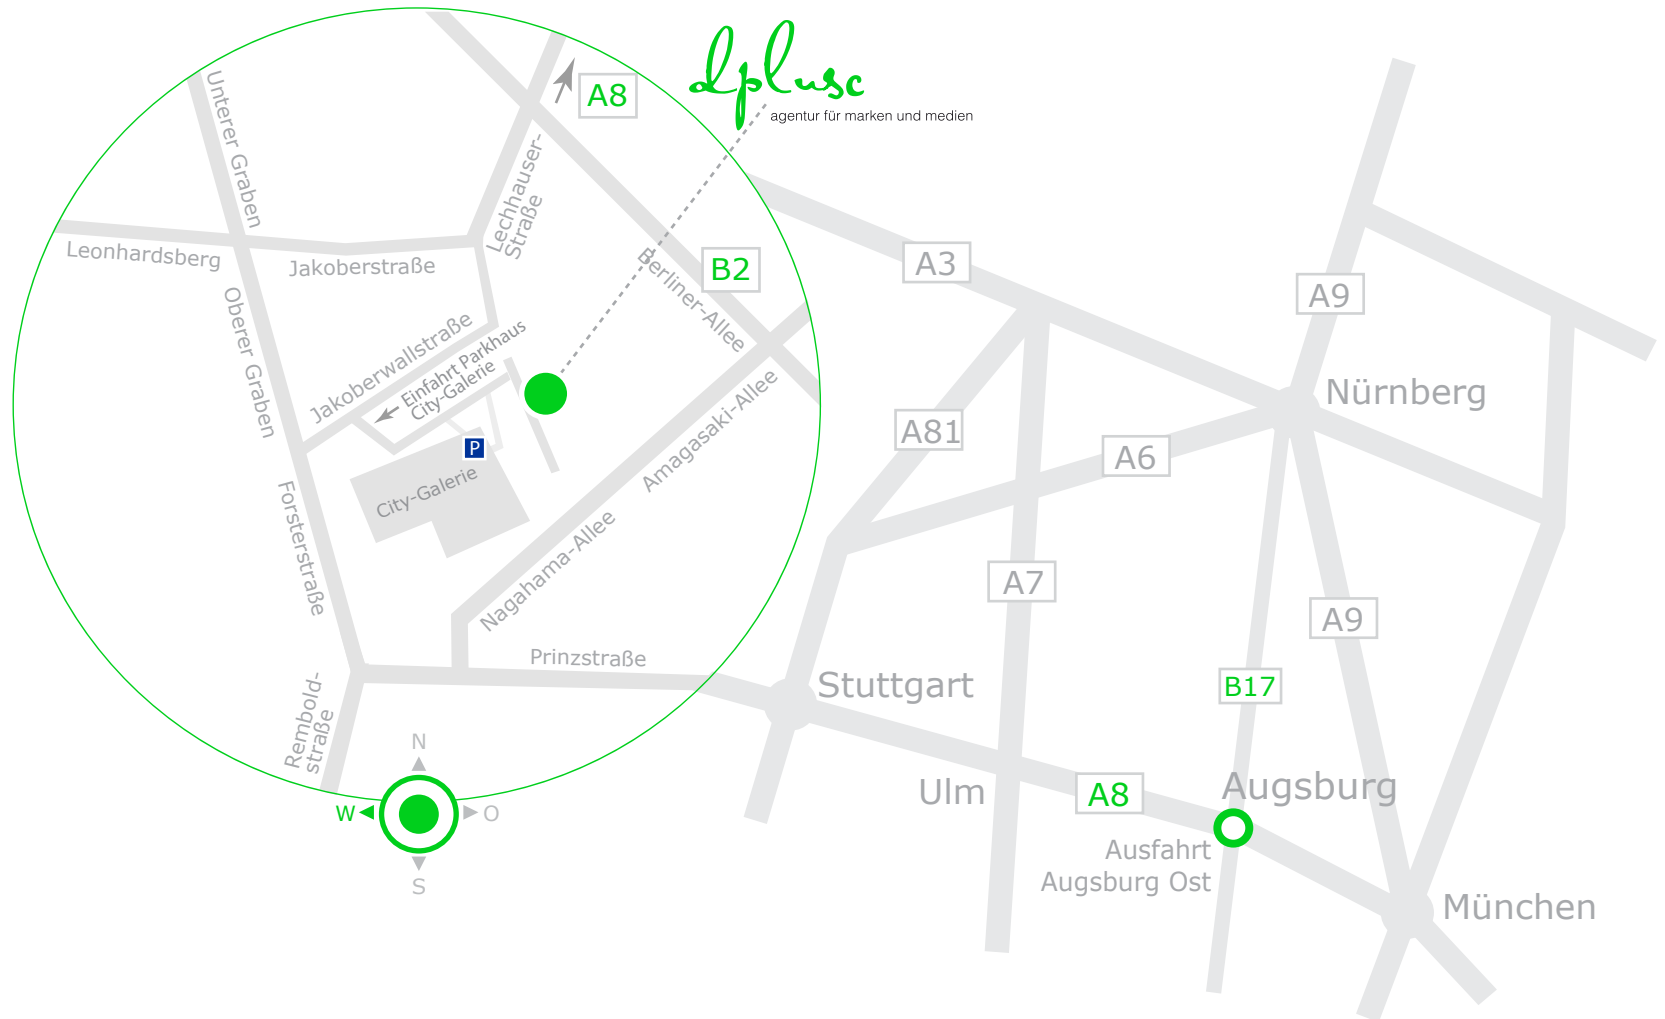 dplusc
agentur für marken und medien
A8
Unterer Graben
Lechhauser-
Straße
Leonhardsberg
Jakoberstraße
B2
Berliner-Allee
Oberer Graben
Jakoberwallstraße
Einfahrt Parkhaus
City-Galerie
P
City-Galerie
Amagasaki-Allee
Nagahama-Allee
Forsterstraße
Prinzstraße
Rembold-
straße
N
W
O
S
A3
A9
Nürnberg
A81
A6
A7
A9
Stuttgart
B17
Ulm
A8
Augsburg
Ausfahrt
Augsburg Ost
München